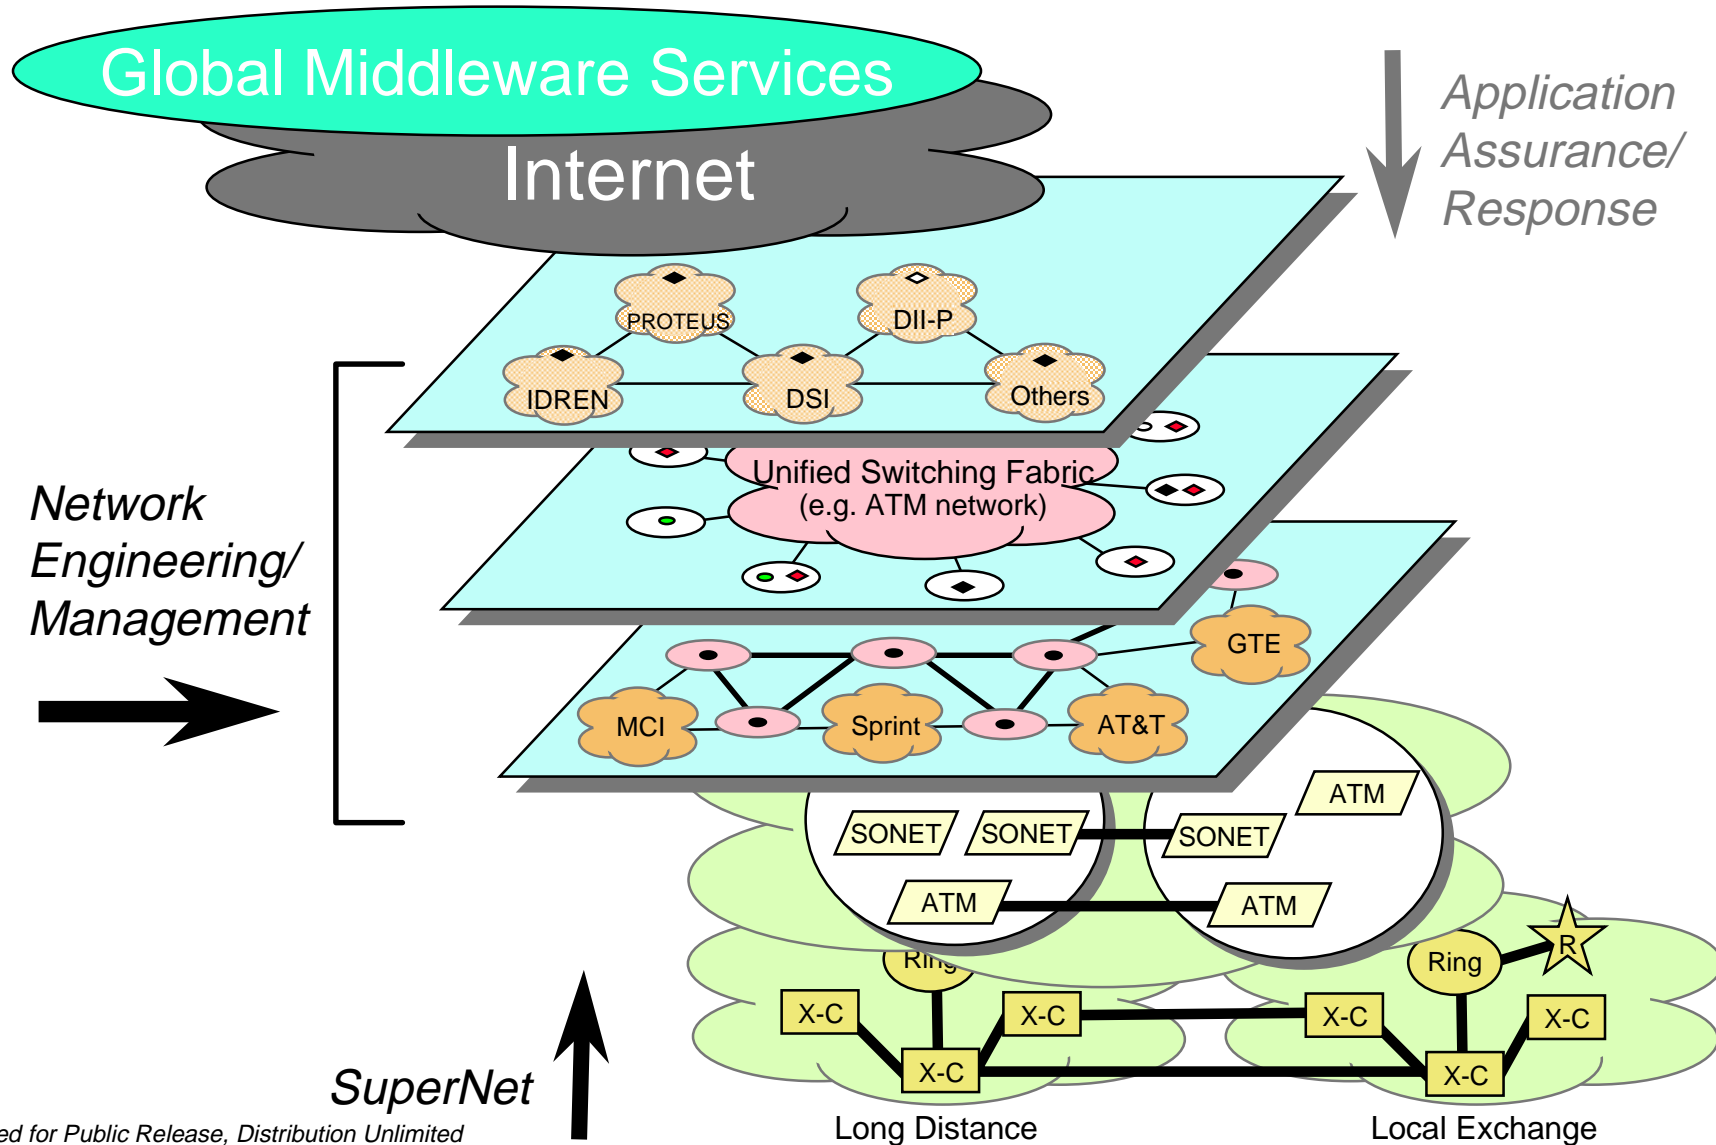 Global Middleware Services
Internet
Application
Assurance/
Response
PROTEUS
DII-P
IDREN
DSI
Others
Unified Switching Fabric
(e.g. ATM network)
Network
Engineering/
Management
GTE
MCI
Sprint
AT&T
ATM
SONET
SONET
SONET
ATM
ATM
Ring
Ring
R
X-C
X-C
X-C
X-C
X-C
X-C
SuperNet
Long Distance
Local Exchange
for Public Release, Distribution Unlimited